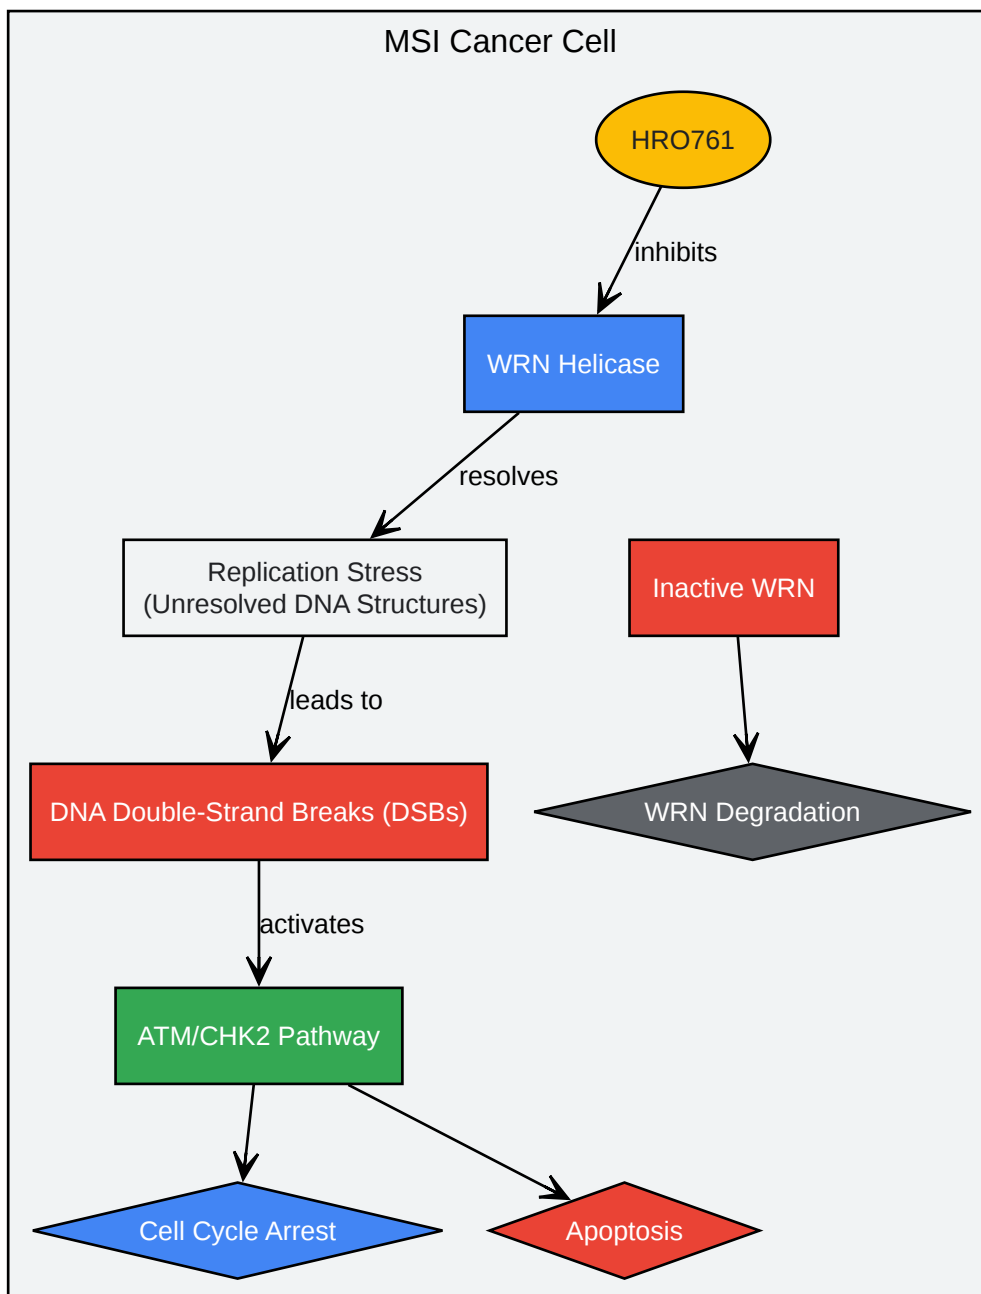 MSI Cancer Cell
HRO761
inhibits
WRN Helicase
resolves
Replication Stress
(Unresolved DNA Structures)
Inactive WRN
leads to
DNA Double-Strand Breaks (DSBs)
WRN Degradation
activates
ATM/CHK2 Pathway
Cell Cycle Arrest
Apoptosis